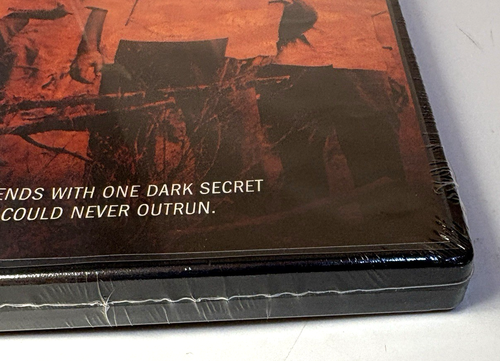 ENDS WITH ONE DARK SECRET
COULD NEVER OUTRUN.